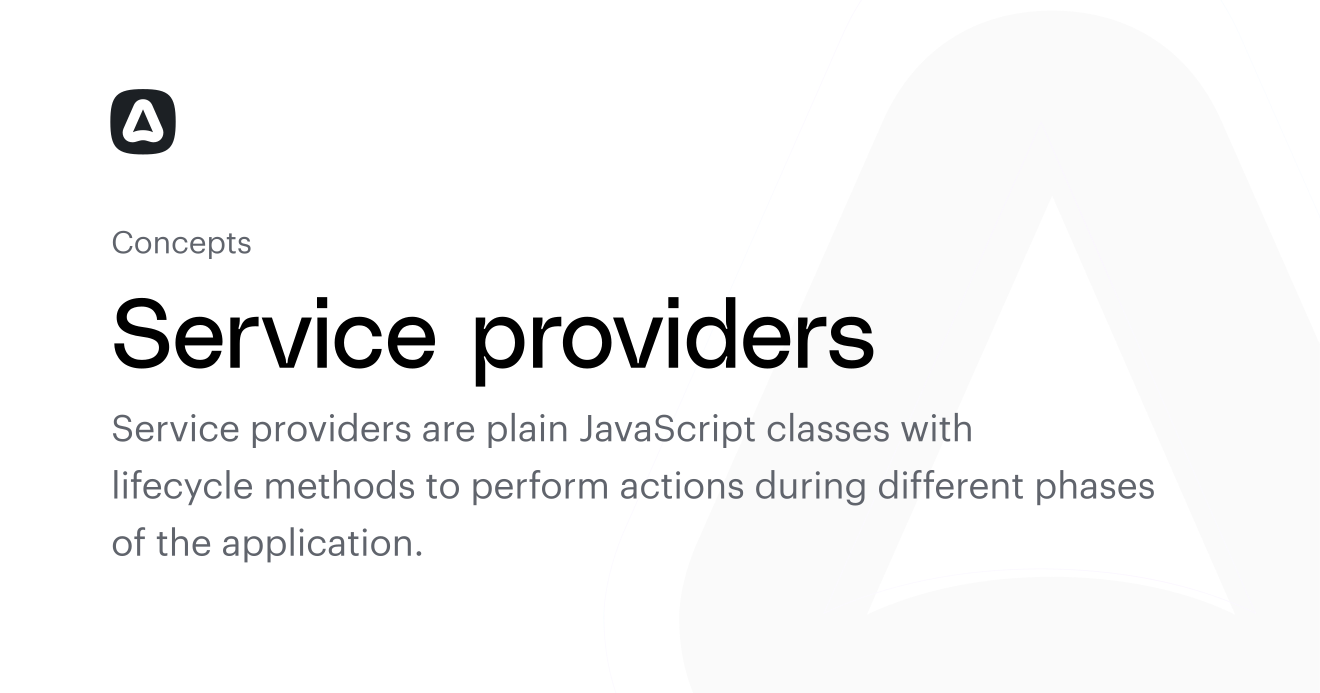 Concepts
Service providers
Service providers are plain JavaScript classes with
lifecycle methods to perform actions during different phases
of the application.